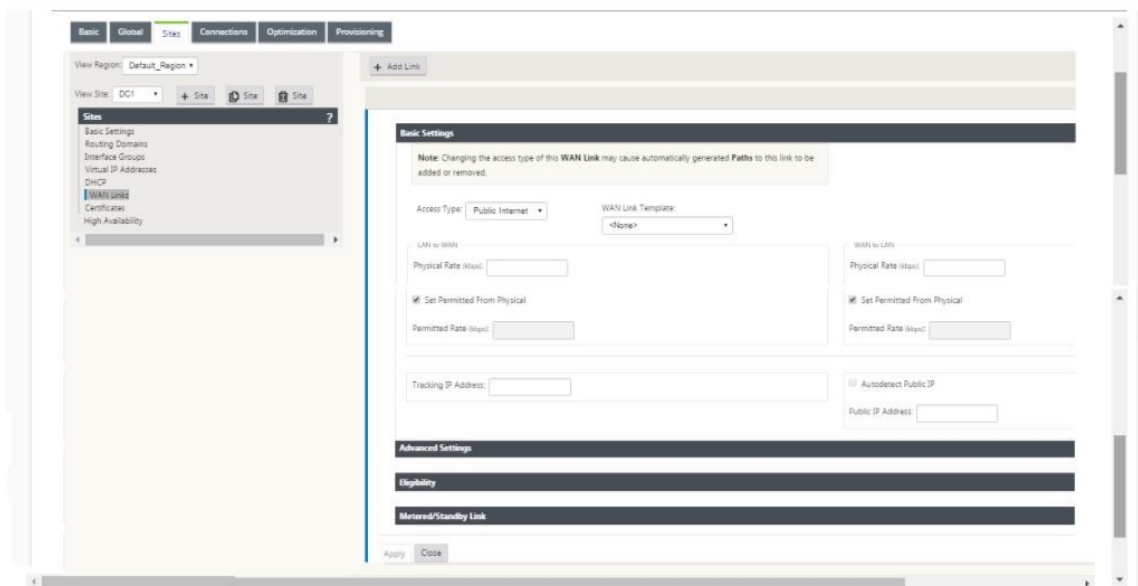 Basic Global Sites Connections Optimization Provisioning
View Region: Default_Region
+ Add Link
View Site: DC1 + Site Site Site
Sites ?
Basic Settings
Routing Domains
Interface Groups
Virtual IP Addresses
DHCP
WAN Links
Certificates
High Availability
Basic Settings
Note: Changing the access type of this WAN Link may cause automatically generated Paths to this link to be
added or removed.
Access Type: Public Internet
WAN Link Template:
<None>
LAN to WAN
WAN to LAN
Physical Rate (kbps):
Physical Rate (kbps):
Set Permitted From Physical
Set Permitted From Physical
Permitted Rate (kbps):
Permitted Rate (kbps):
Tracking IP Address:
Autodetect Public IP
Public IP Address:
Advanced Settings
Eligibility
Metered/Standby Link
Apply Close